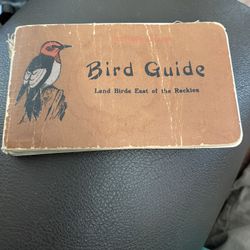 Bird Guide
Land Birds East of the Rockies